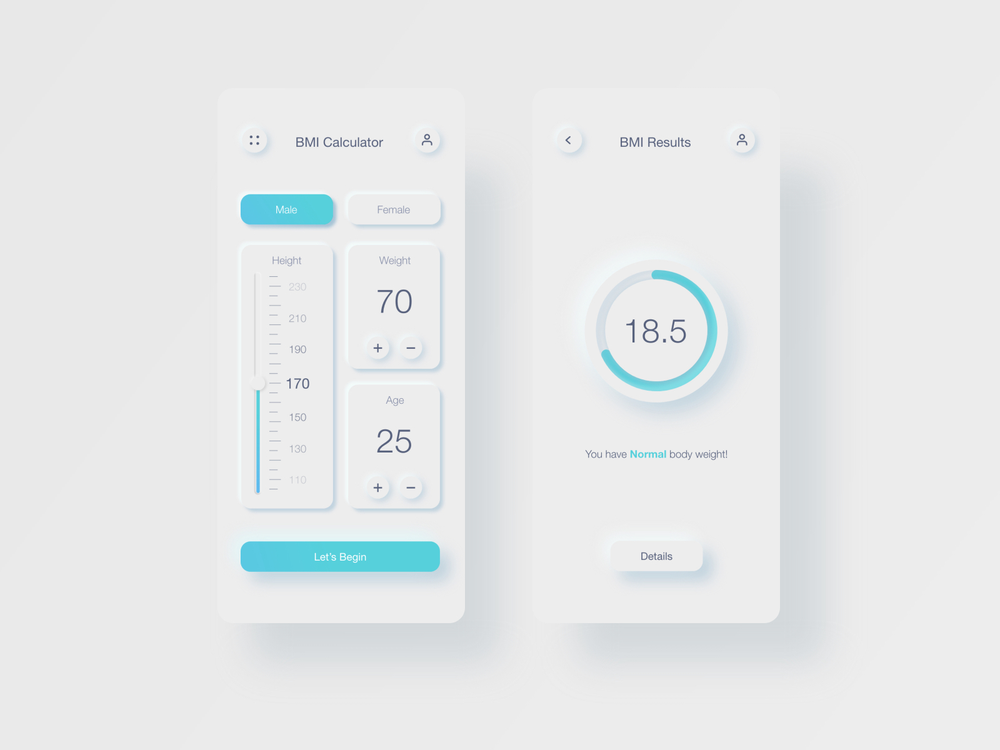 BMI Calculator
Male
Female
Height
230
210
190
170
150
130
110
Weight
70
+ −
Age
25
+ −
Let's Begin
BMI Results
18.5
You have Normal body weight!
Details